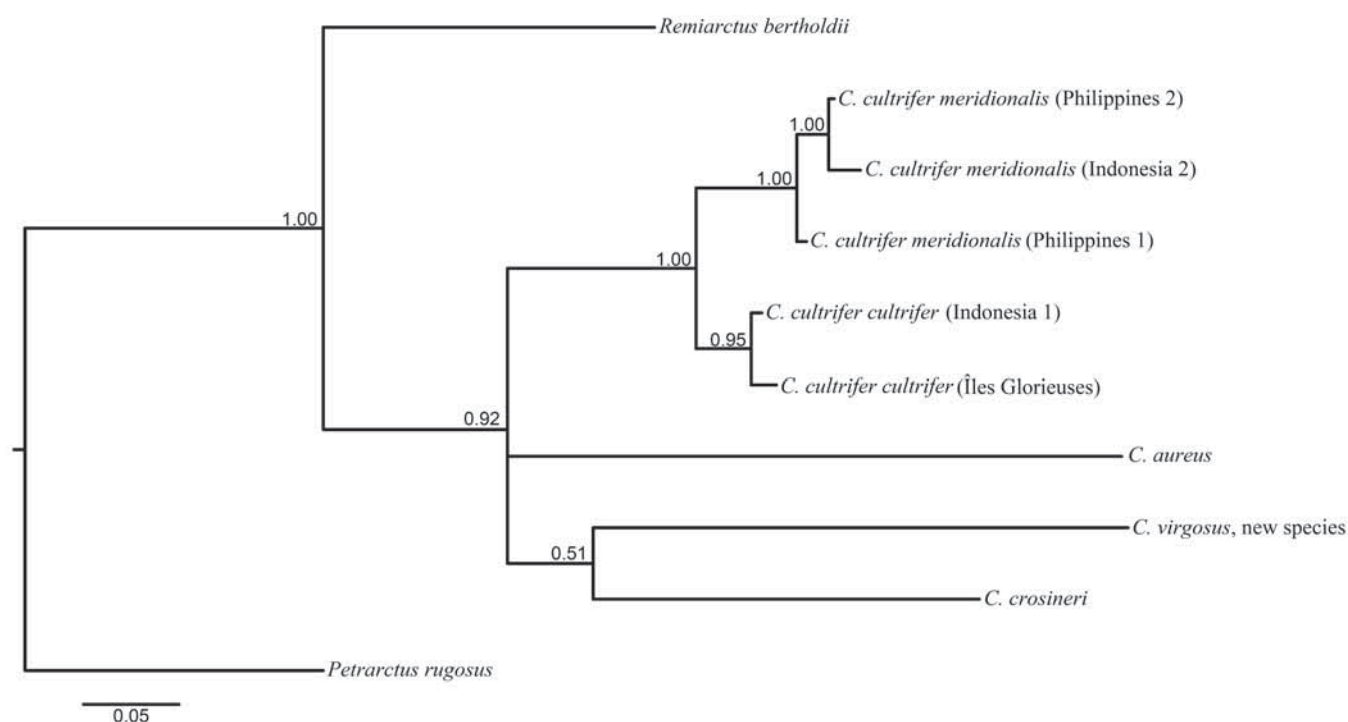 Remiarctus bertholdii
C. cultrifer meridionalis (Philippines 2)
1.00
C. cultrifer meridionalis (Indonesia 2)
1.00
1.00
C. cultrifer meridionalis (Philippines 1)
1.00
C. cultrifer cultrifer (Indonesia 1)
0.95
C. cultrifer cultrifer (Îles Glorieuses)
0.92
C. aureus
C. virgosus, new species
0.51
C. crosineri
Petrarctus rugosus
0.05